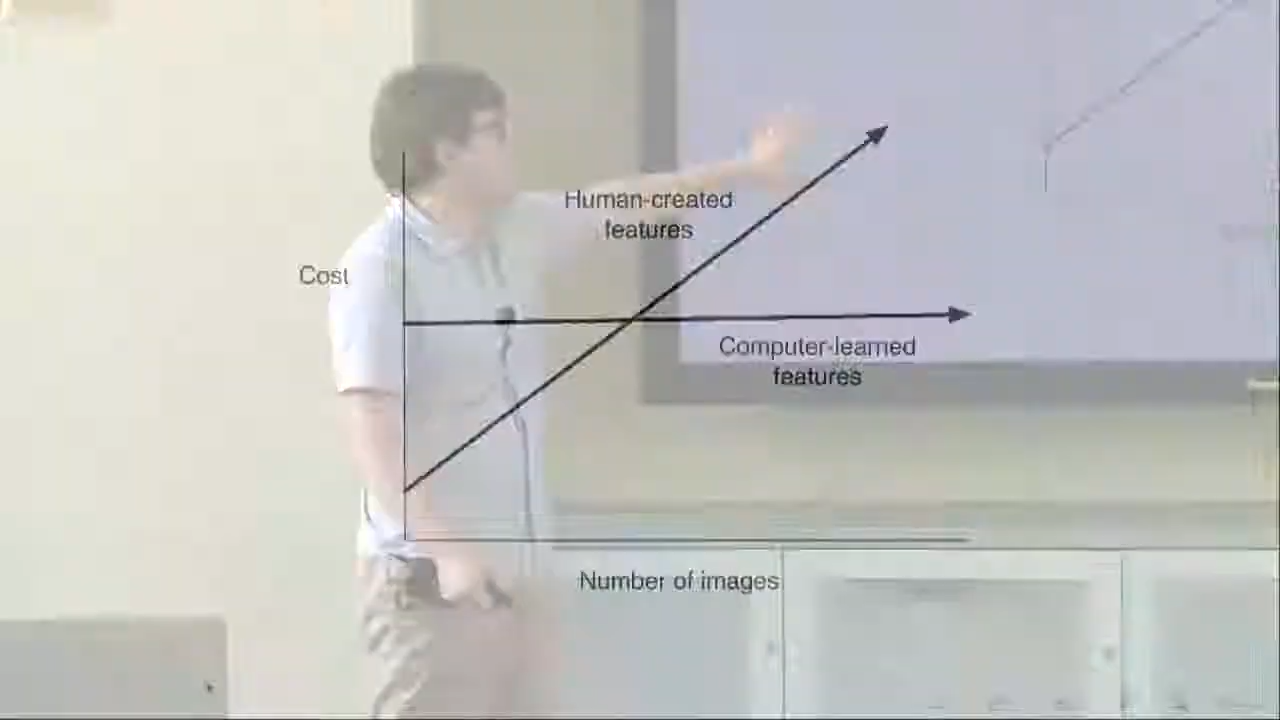 Human-created
features
Cost
Computer-learned
features
Number of images